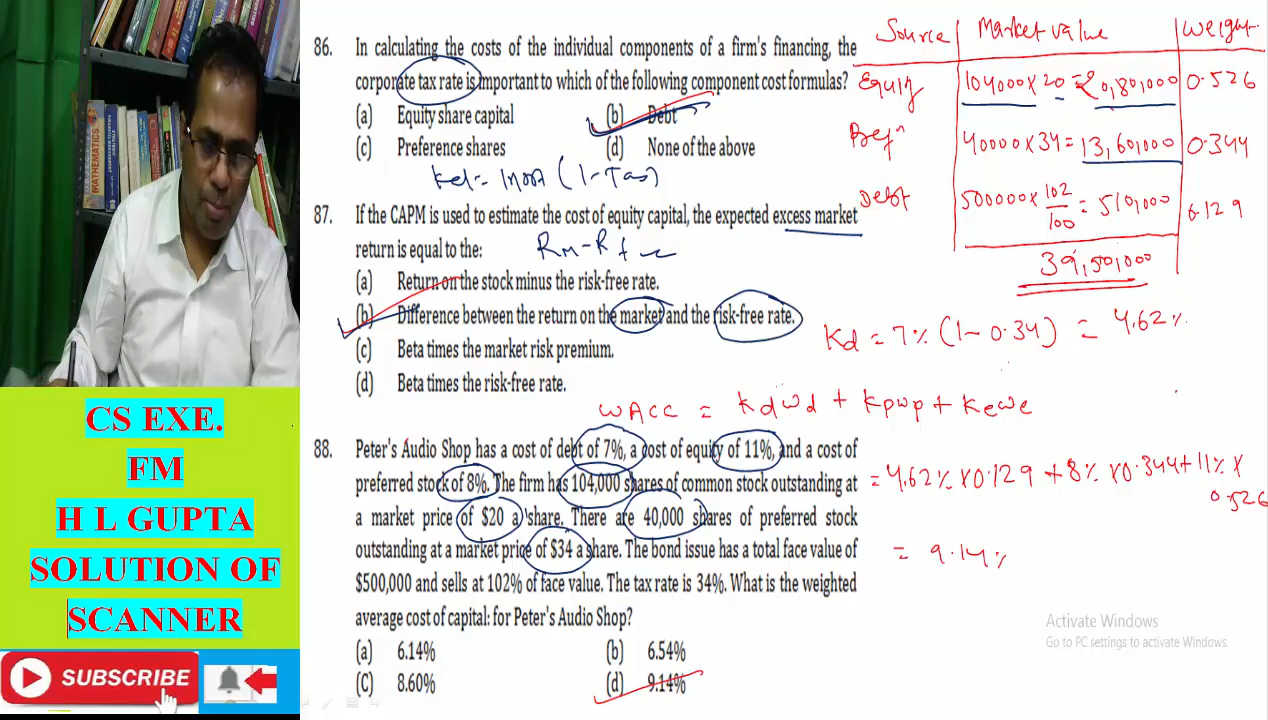 86. In calculating the costs of the individual components of a firm's financing, the
corporate tax rate is important to which of the following component cost formulas?
(a) Equity share capital (b) Debt
(c) Preference shares (d) None of the above
87. If the CAPM is used to estimate the cost of equity capital, the expected excess market
return is equal to the: RM-Rf
(a) Return on the stock minus the risk-free rate.
(b) Difference between the return on the market and the risk-free rate.
(c) Beta times the market risk premium.
(d) Beta times the risk-free rate.
88. Peter's Audio Shop has a cost of debt of 7%, a cost of equity of 11%, and a cost of
preferred stock of 8%. The firm has 104,000 shares of common stock outstanding at
a market price of $20 a share. There are 40,000 shares of preferred stock
outstanding at a market price of $34 a share. The bond issue has a total face value of
$500,000 and sells at 102% of face value. The tax rate is 34%. What is the weighted
average cost of capital: for Peter's Audio Shop?
(a) 6.14% (b) 6.54%
(C) 8.60% (d) 9.14%
Source Market value Weight
104000 × 20 = 20,80,000 0.526
40000 × 34 = 13,60,000 0.344
Debt 500000 × 102/100 = 510,000 0.129
39,50,000
Kd = 7% (1-0.34) = 4.62%
WACC = Kdwd + Kpwp + Kewe
= 4.62% × 0.129 + 8% × 0.344 + 11% ×
0.526
= 9.14%
CS EXE.
FM
H L GUPTA
SOLUTION OF
SCANNER
SUBSCRIBE
Activate Windows
Go to PC settings to activate Windows.
MATHEMATICS